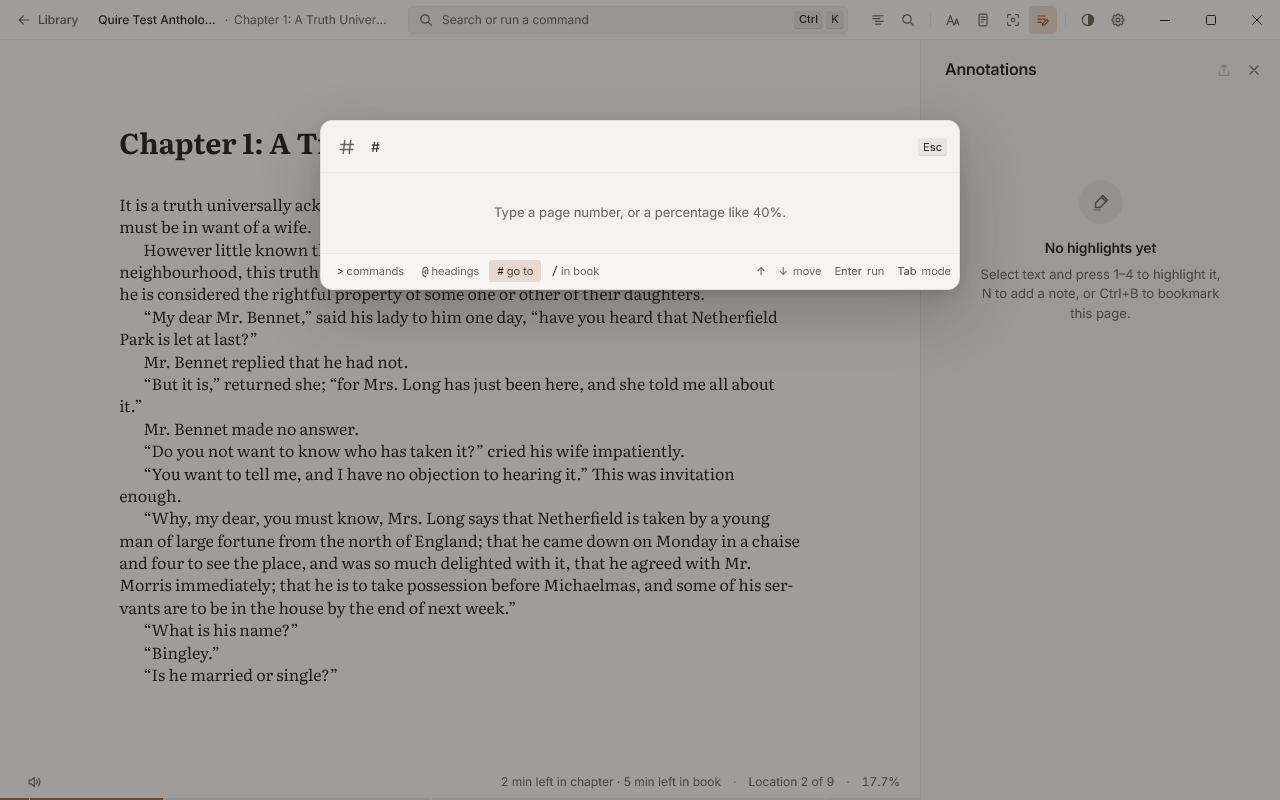 Library
Quire Test Antholo... · Chapter 1: A Truth Univer...
Search or run a command
Ctrl K
Annotations
# #
Esc
Type a page number, or a percentage like 40%.
> commands @ headings # go to / in book ↑ ↓ move Enter run Tab mode
Chapter 1: A T
It is a truth universally ack
must be in want of a wife.
However little known t
neighbourhood, this truth
he is considered the rightful property of some one or other of their daughters.
“My dear Mr. Bennet,” said his lady to him one day, “have you heard that Netherfield
Park is let at last?”
Mr. Bennet replied that he had not.
“But it is,” returned she; “for Mrs. Long has just been here, and she told me all about
it.”
Mr. Bennet made no answer.
“Do you not want to know who has taken it?” cried his wife impatiently.
“You want to tell me, and I have no objection to hearing it.” This was invitation
enough.
“Why, my dear, you must know, Mrs. Long says that Netherfield is taken by a young
man of large fortune from the north of England; that he came down on Monday in a chaise
and four to see the place, and was so much delighted with it, that he agreed with Mr.
Morris immediately; that he is to take possession before Michaelmas, and some of his ser-
vants are to be in the house by the end of next week.”
“What is his name?”
“Bingley.”
“Is he married or single?”
No highlights yet
Select text and press 1–4 to highlight it,
N to add a note, or Ctrl+B to bookmark
this page.
2 min left in chapter · 5 min left in book · Location 2 of 9 · 17.7%